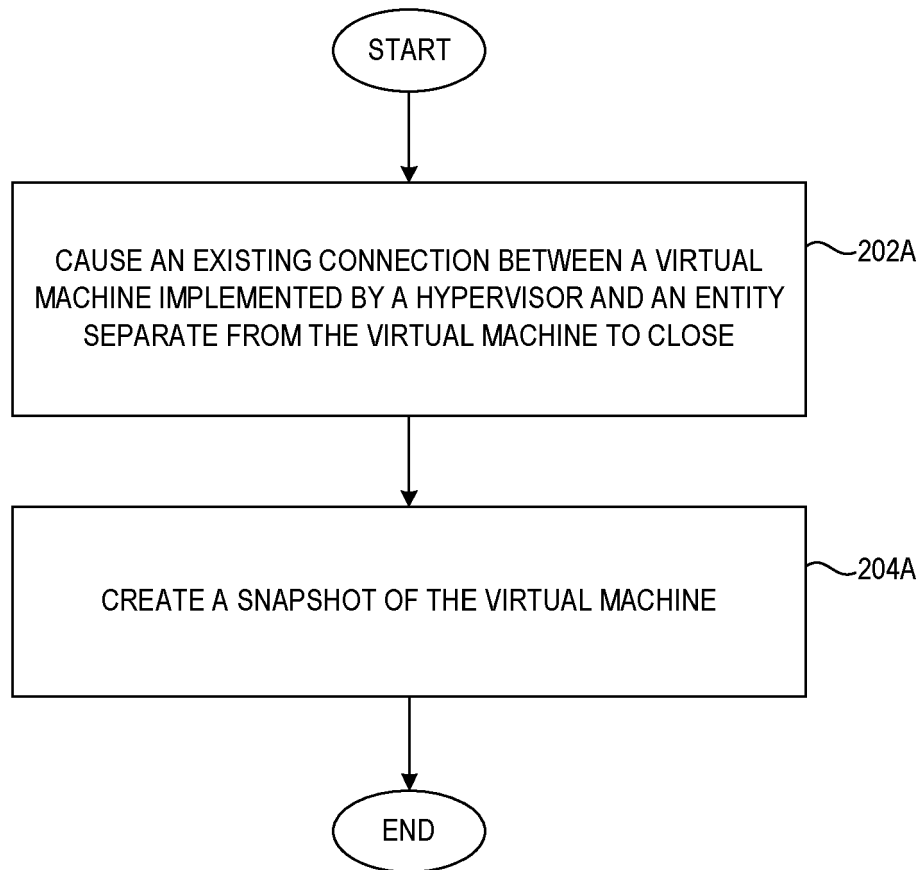 START
CAUSE AN EXISTING CONNECTION BETWEEN A VIRTUAL
MACHINE IMPLEMENTED BY A HYPERVISOR AND AN ENTITY
SEPARATE FROM THE VIRTUAL MACHINE TO CLOSE
202A
CREATE A SNAPSHOT OF THE VIRTUAL MACHINE
204A
END